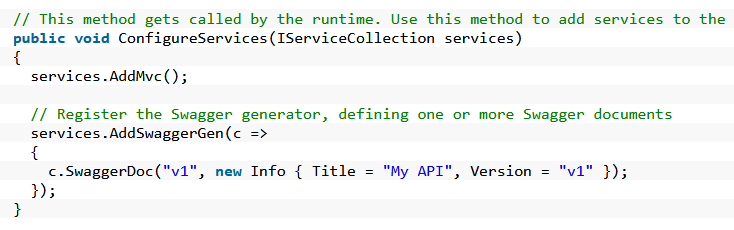 // This method gets called by the runtime. Use this method to add services to the
public void ConfigureServices(IServiceCollection services)
{
  services.AddMvc();

  // Register the Swagger generator, defining one or more Swagger documents
  services.AddSwaggerGen(c =>
  {
    c.SwaggerDoc("v1", new Info { Title = "My API", Version = "v1" });
  });
}